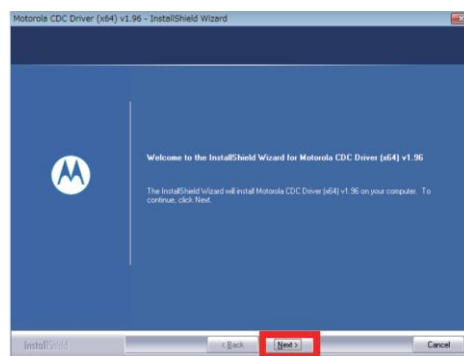 Motorola CDC Driver (x64) v1.96 - InstallShield Wizard
Welcome to the InstallShield Wizard for Motorola CDC Driver (x64) v1.96
The InstallShield Wizard will install Motorola CDC Driver (x64) v1.96 on your computer. To
continue, click Next.
InstallShield
< Back
Next >
Cancel